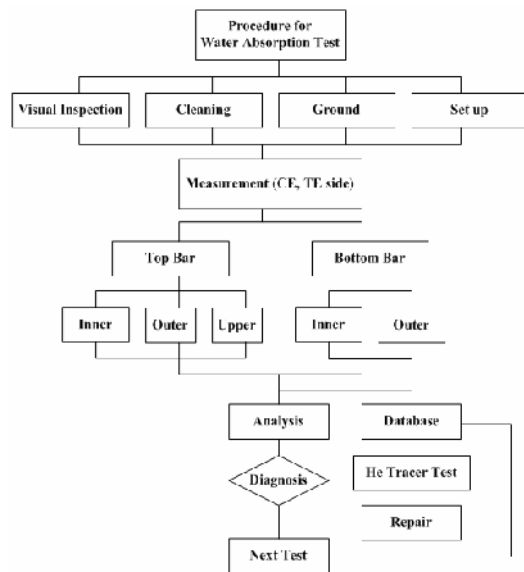 Procedure for
Water Absorption Test
Visual Inspection
Cleaning
Ground
Set up
Measurement (CE, TE side)
Top Bar
Bottom Bar
Inner
Outer
Upper
Inner
Outer
Analysis
Database
Diagnosis
He Tracer Test
Repair
Next Test